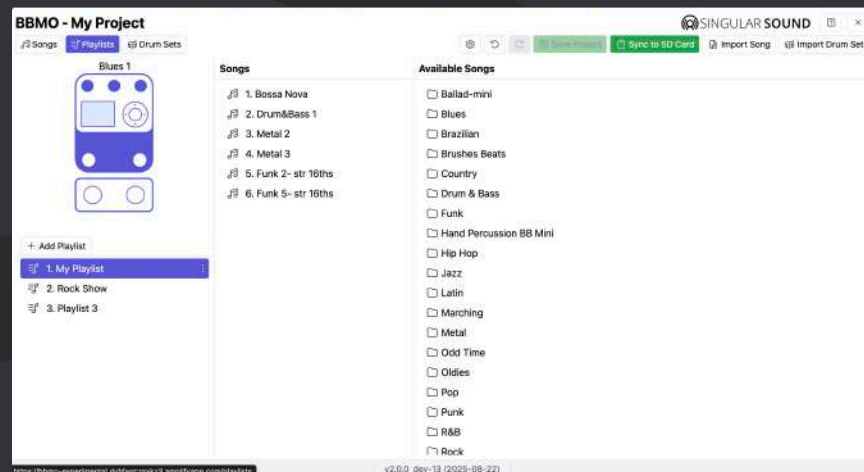 BBMO - My Project
SINGULAR SOUND
Songs
Playlists
Drum Sets
Save Project
Sync to SD Card
Import Song
Import Drum Set
Blues 1
+ Add Playlist
1. My Playlist
2. Rock Show
3. Playlist 3
Songs
1. Bossa Nova
2. Drum&Bass 1
3. Metal 2
4. Metal 3
5. Funk 2- str 16ths
6. Funk 5- str 16ths
Available Songs
Ballad-mini
Blues
Brazilian
Brushes Beats
Country
Drum & Bass
Funk
Hand Percussion BB Mini
Hip Hop
Jazz
Latin
Marching
Metal
Odd Time
Oldies
Pop
Punk
R&B
Rock
v2.0.0_dev-13 (2025-08-22)